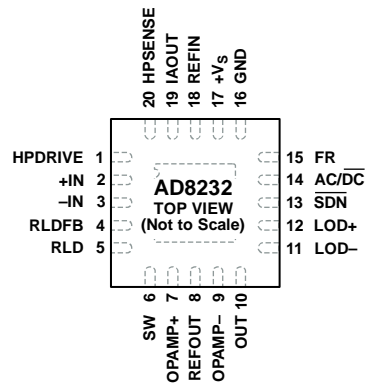 20 HPSENSE
19 IAOUT
18 REFIN
17 +VS
16 GND
HPDRIVE 1
+IN 2
–IN 3
RLDFB 4
RLD 5
AD8232
TOP VIEW
(Not to Scale)
15 FR
14 AC/D̅C̅
13 S̅D̅N̅
12 LOD+
11 LOD–
SW 6
OPAMP+ 7
REFOUT 8
OPAMP– 9
OUT 10